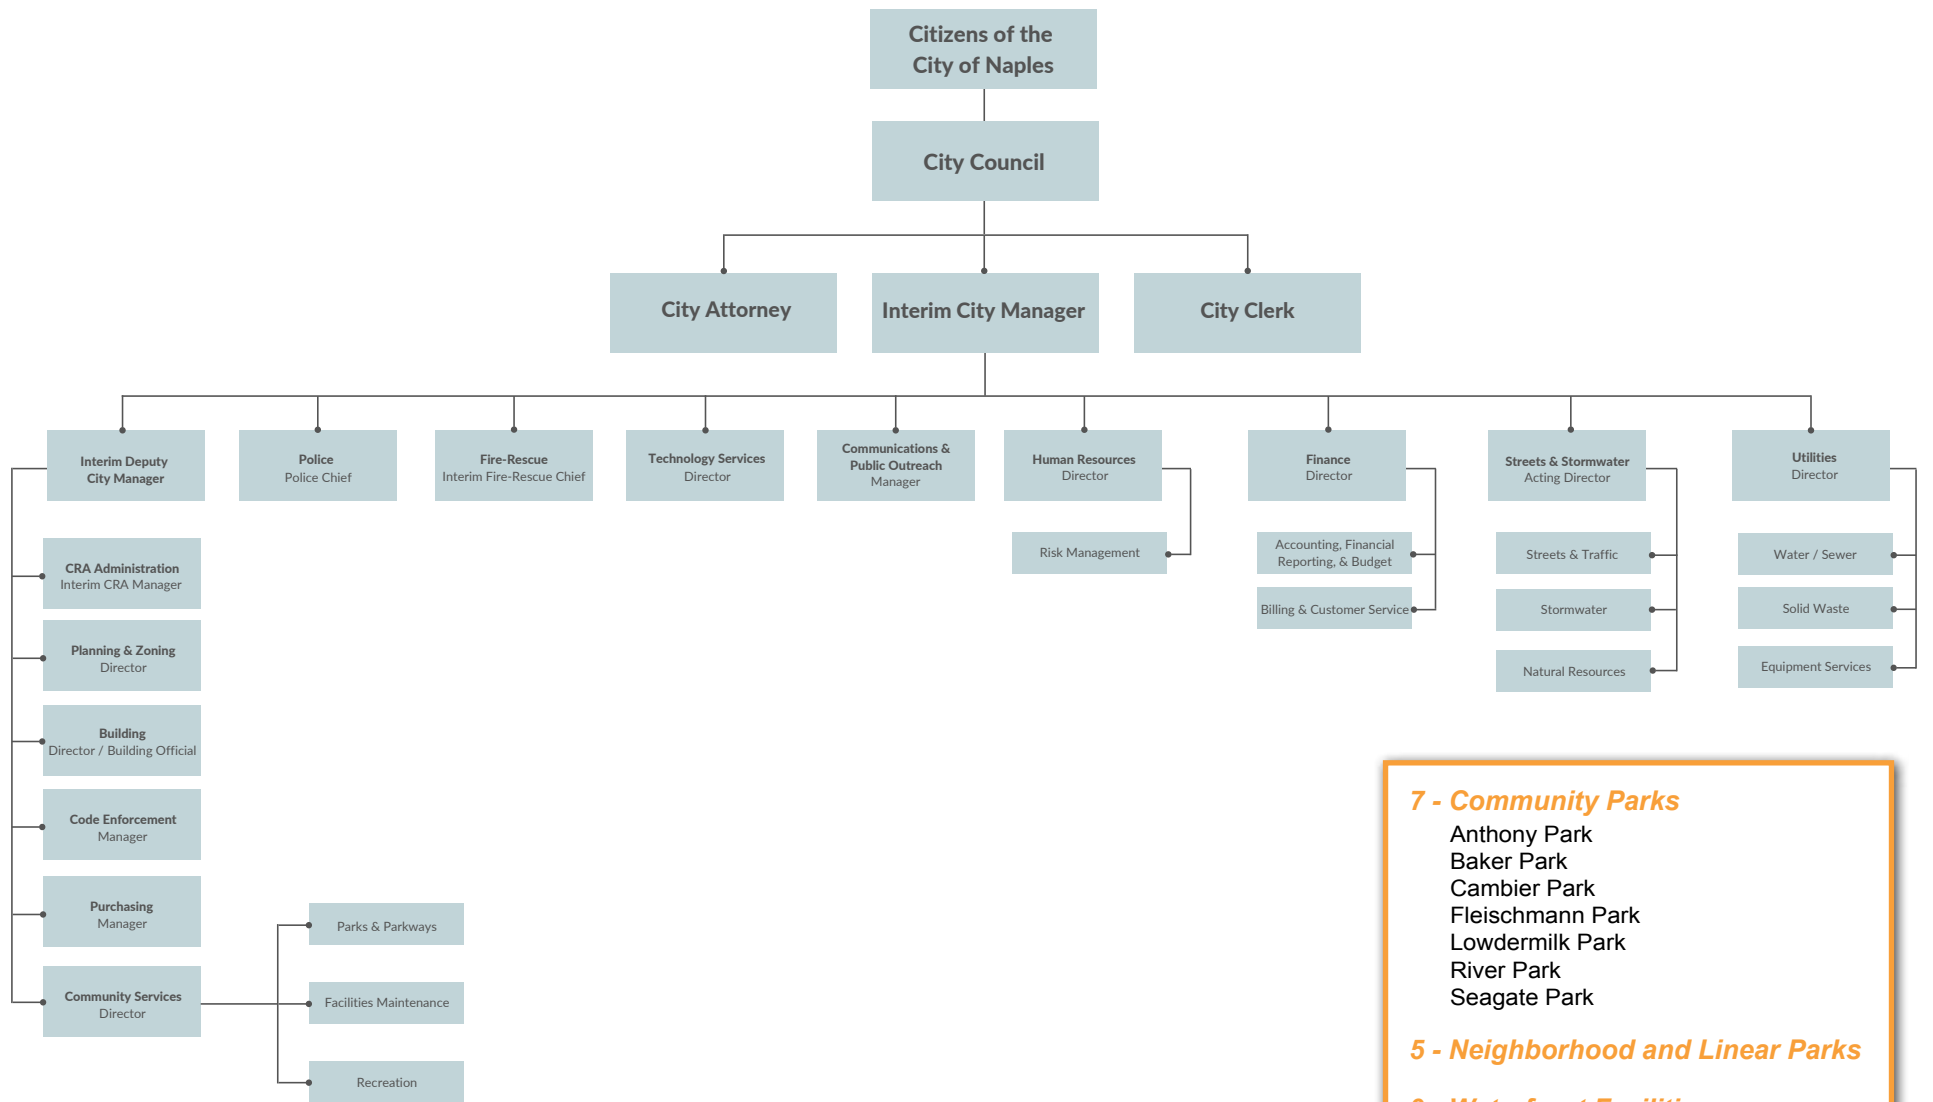 Citizens of the
City of Naples
City Council
City Attorney
Interim City Manager
City Clerk
Interim Deputy
City Manager
Police
Police Chief
Fire-Rescue
Interim Fire-Rescue Chief
Technology Services
Director
Communications &
Public Outreach
Manager
Human Resources
Director
Finance
Director
Streets & Stormwater
Acting Director
Utilities
Director
Risk Management
Accounting, Financial
Reporting, & Budget
Billing & Customer Service
Streets & Traffic
Stormwater
Natural Resources
Water / Sewer
Solid Waste
Equipment Services
CRA Administration
Interim CRA Manager
Planning & Zoning
Director
Building
Director / Building Official
Code Enforcement
Manager
Purchasing
Manager
Community Services
Director
Parks & Parkways
Facilities Maintenance
Recreation
7 - Community Parks
Anthony Park
Baker Park
Cambier Park
Fleischmann Park
Lowdermilk Park
River Park
Seagate Park
5 - Neighborhood and Linear Parks